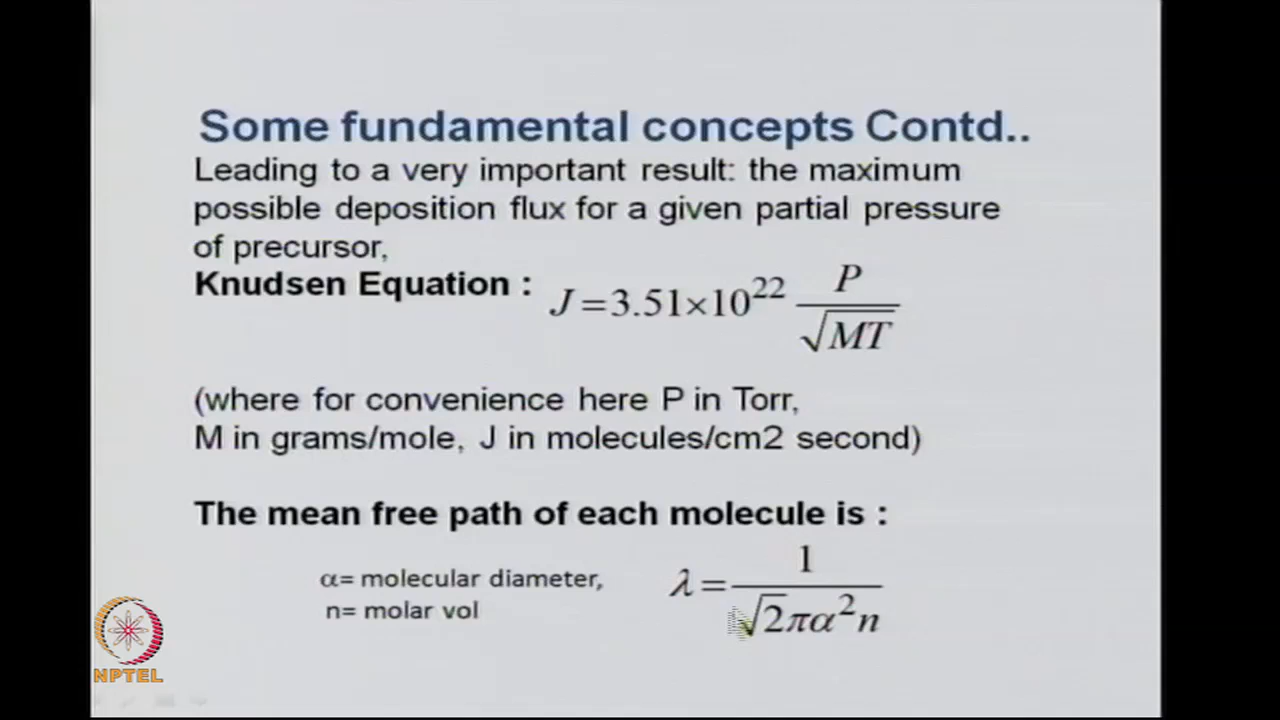 Some fundamental concepts Contd..
Leading to a very important result: the maximum
possible deposition flux for a given partial pressure
of precursor,
Knudsen Equation : J = 3.51×10^22 P/√(MT)
(where for convenience here P in Torr,
M in grams/mole, J in molecules/cm2 second)
The mean free path of each molecule is :
α= molecular diameter,
n= molar vol
λ = 1/(√2πα²n)
NPTEL